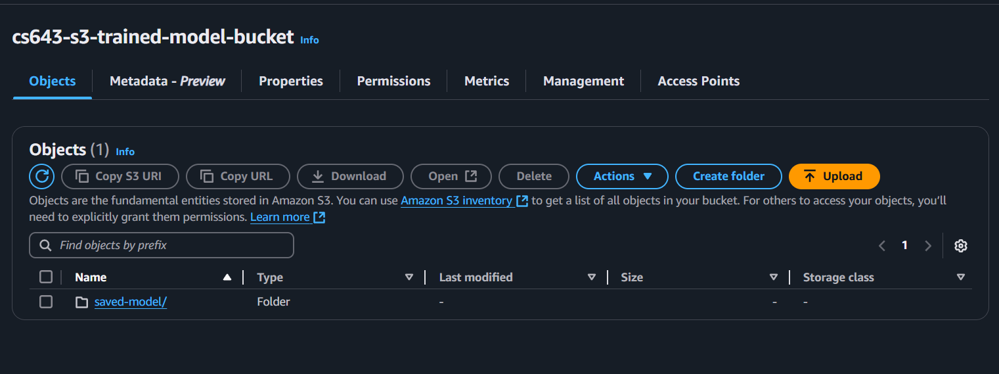 cs643-s3-trained-model-bucket Info
Objects Metadata - Preview Properties Permissions Metrics Management Access Points
Objects (1) Info
Copy S3 URI Copy URL Download Open Delete Actions Create folder Upload
Objects are the fundamental entities stored in Amazon S3. You can use Amazon S3 inventory to get a list of all objects in your bucket. For others to access your objects, you’ll
need to explicitly grant them permissions. Learn more
Find objects by prefix 1
Name Type Last modified Size Storage class
saved-model/ Folder - - -